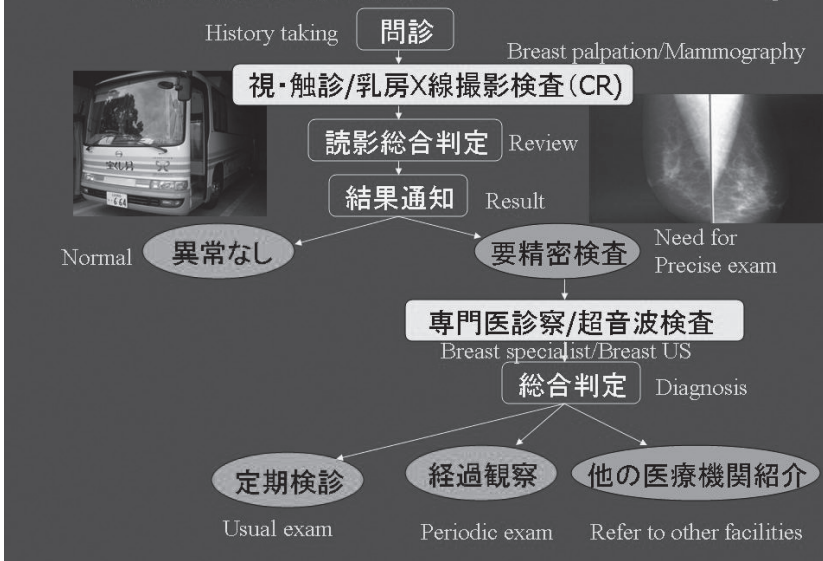 History taking
問診
Breast palpation/Mammography
視・触診/乳房X線撮影検査(CR)
読影総合判定
Review
結果通知
Result
Normal
異常なし
要精密検査
Need for
Precise exam
専門医診察/超音波検査
Breast specialist/Breast US
総合判定
Diagnosis
定期検診
経過観察
他の医療機関紹介
Usual exam
Periodic exam
Refer to other facilities